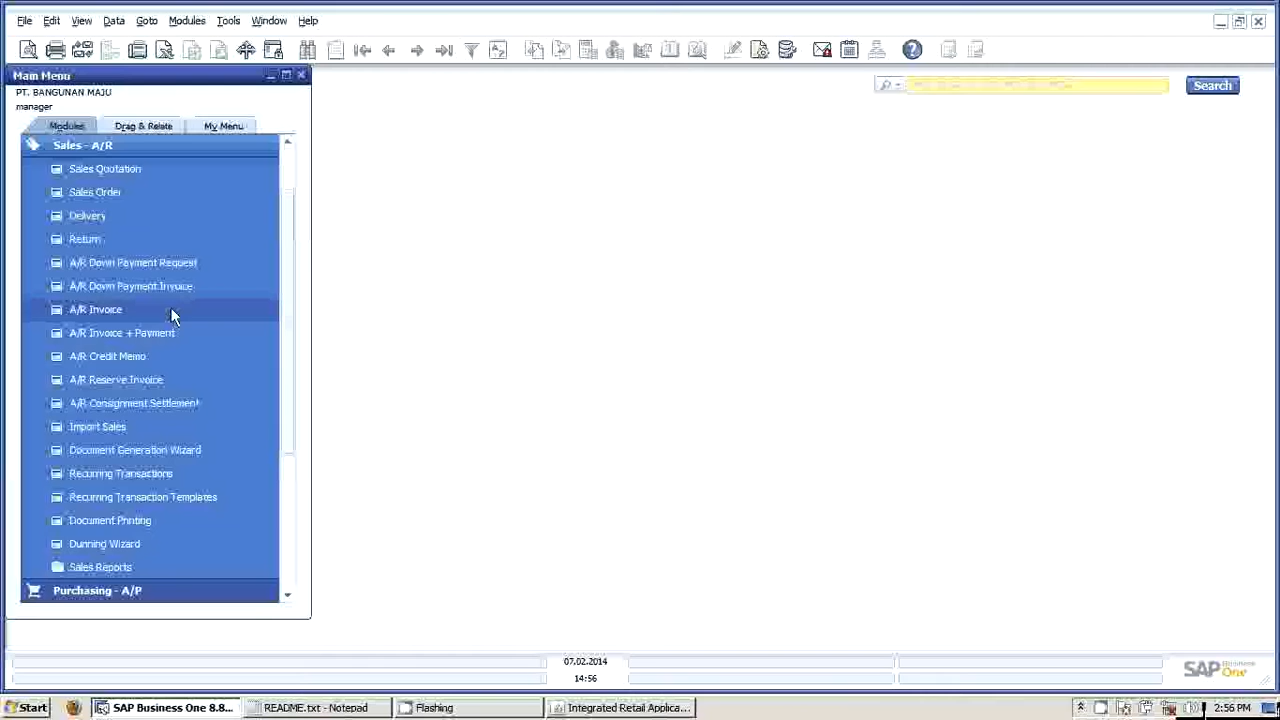 File Edit View Data Goto Modules Tools Window Help
Main Menu
PT. BANGUNAN MAJU
manager
Modules Drag & Relate My Menu
Search
Sales - A/R
Sales Quotation
Sales Order
Delivery
Return
A/R Down Payment Request
A/R Down Payment Invoice
A/R Invoice
A/R Invoice + Payment
A/R Credit Memo
A/R Reserve Invoice
A/R Consignment Settlement
Import Sales
Document Generation Wizard
Recurring Transactions
Recurring Transaction Templates
Document Printing
Dunning Wizard
Sales Reports
Purchasing - A/P
07.02.2014
14:56
SAP Business One
Start SAP Business One 8.8... README.txt - Notepad Flashing Integrated Retail Applica... 2:56 PM